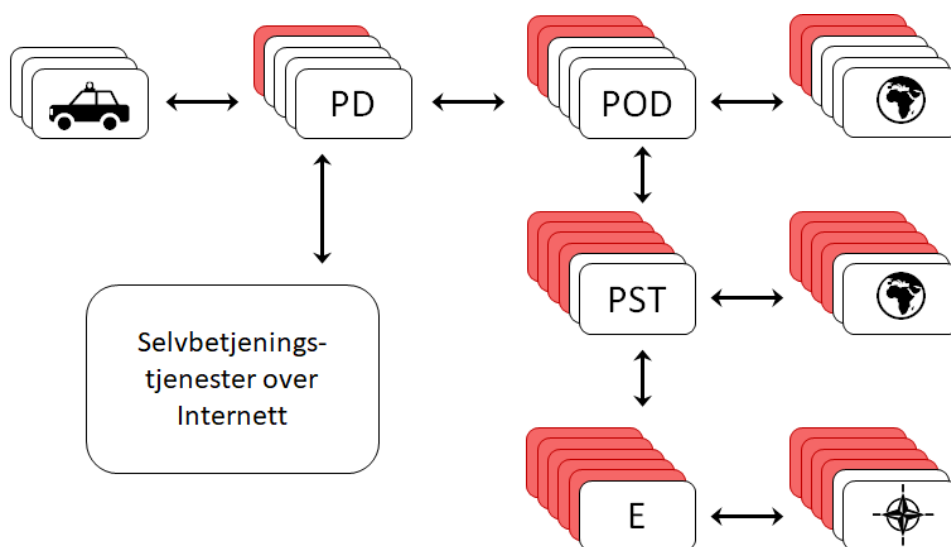 PD
POD
PST
Selvbetjenings-
tjenester over
Internett
E